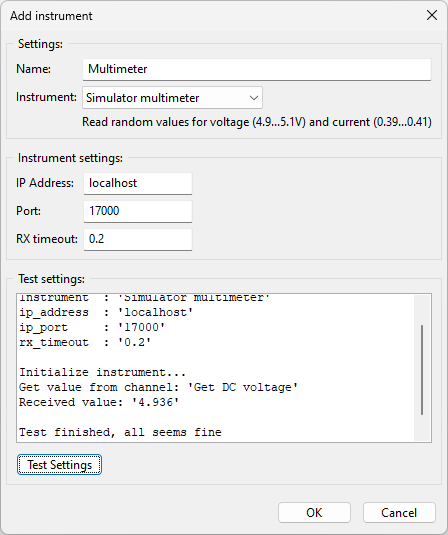 Add instrument
Settings:
Name: Multimeter
Instrument: Simulator multimeter
Read random values for voltage (4.9...5.1V) and current (0.39...0.41)
Instrument settings:
IP Address: localhost
Port: 17000
RX timeout: 0.2
Test settings:
Instrument  : 'Simulator multimeter'
ip_address  : 'localhost'
ip_port     : '17000'
rx_timeout  : '0.2'
Initialize instrument...
Get value from channel: 'Get DC voltage'
Received value: '4.936'
Test finished, all seems fine
Test Settings
OK Cancel